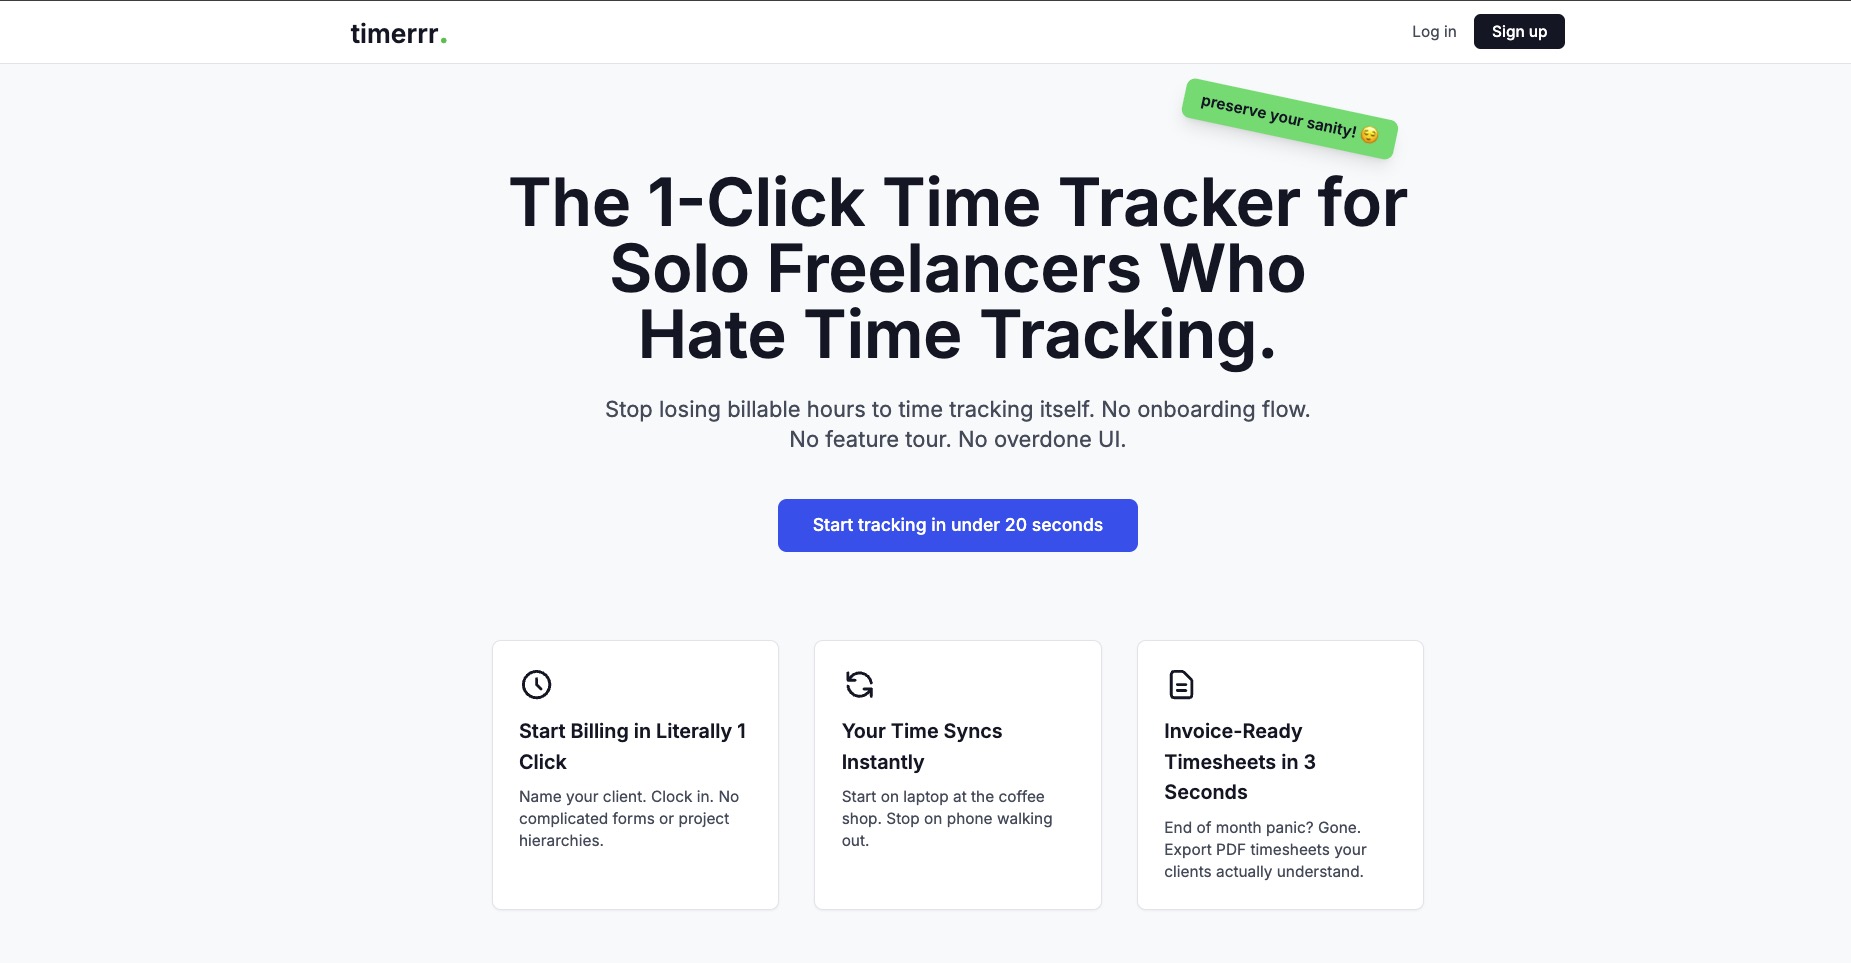 timerrr.
Log in
Sign up
preserve your sanity! 😌
The 1-Click Time Tracker for
Solo Freelancers Who
Hate Time Tracking.
Stop losing billable hours to time tracking itself. No onboarding flow.
No feature tour. No overdone UI.
Start tracking in under 20 seconds
Start Billing in Literally 1
Click
Name your client. Clock in. No
complicated forms or project
hierarchies.
Your Time Syncs
Instantly
Start on laptop at the coffee
shop. Stop on phone walking
out.
Invoice-Ready
Timesheets in 3
Seconds
End of month panic? Gone.
Export PDF timesheets your
clients actually understand.